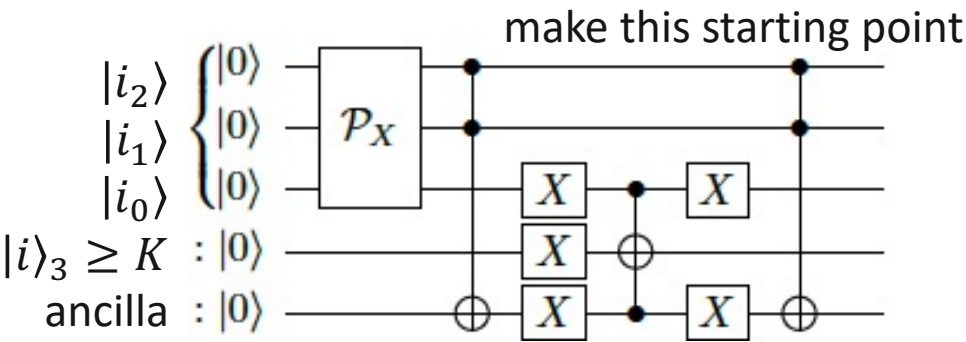 make this starting point
|i₂⟩ {|0⟩
|i₁⟩ |0⟩ 𝒫_X
|i₀⟩ |0⟩ X X
|i⟩₃ ≥ K : |0⟩ X
ancilla : |0⟩ X X